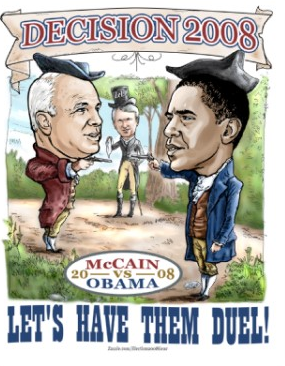 DECISION 2008
McCAIN
20 — VS — 08
OBAMA
LET'S HAVE THEM DUEL!